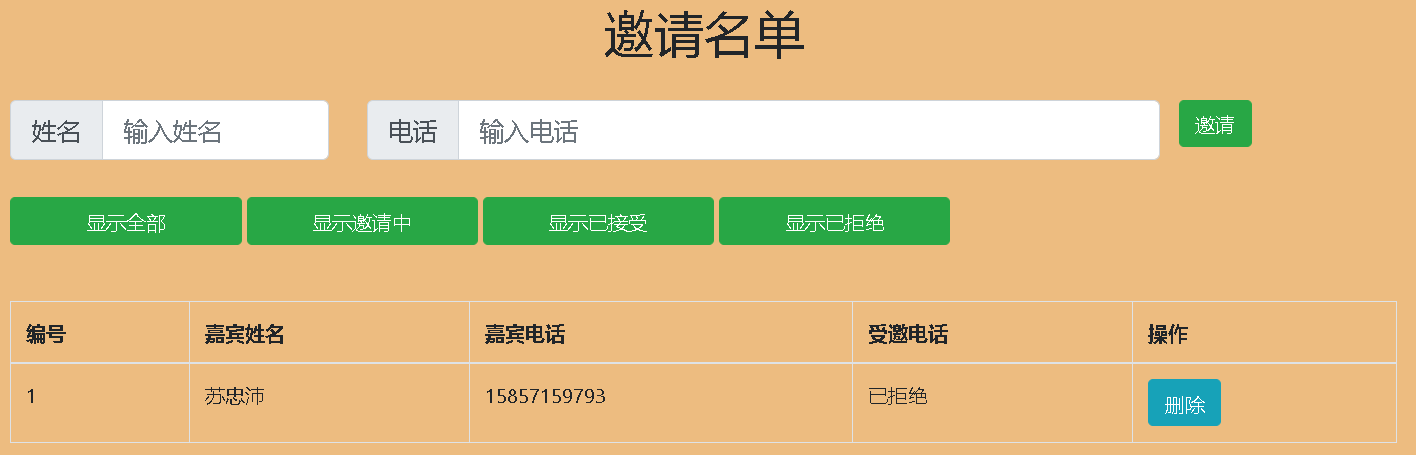 邀请名单
姓名 输入姓名 电话 输入电话 邀请
显示全部 显示邀请中 显示已接受 显示已拒绝
编号 嘉宾姓名 嘉宾电话 受邀电话 操作
1 苏忠沛 15857159793 已拒绝 删除